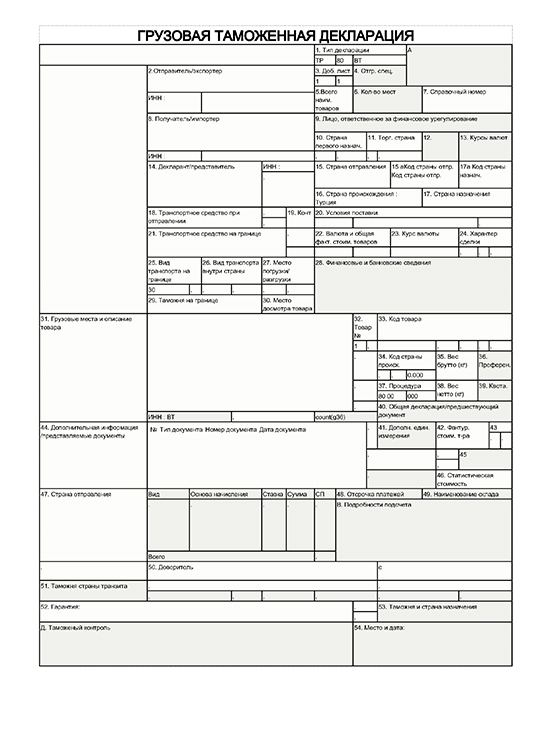 ГРУЗОВАЯ ТАМОЖЕННАЯ ДЕКЛАРАЦИЯ
1. Тип декларации
А
ТР 80 ВТ
2.Отправитель/экспортер
3. Доб. лист 4. Отгр. спец.
1 1
ИНН :
5.Всего
наим.
товаров
6. Кол во мест
7. Справочный номер
8. Получатель/импортер
9. Лицо, ответственное за финансовое урегулирование
10. Страна
первого назнач.
11. Торг. страна
12.
13. Курсы валют
ИНН
14. Декларант/представитель
ИНН :
15. Страна отправления
15 аКод страны отпр.
Код страны отпр.
17а Код страны
назнач.
16. Страна происхождения :
Турция
17. Страна назначения
18. Транспортное средство при
отправлении
19. Конт
20. Условия поставки
21. Транспортное средство на границе
22. Валюта и общая
факт. стоим. товаров
23. Курс валюты
24. Характер
сделки
25. Вид
транспорта на
границе
26. Вид транспорта
внутри страны
27. Место
погрузки/
разгрузки
28. Финансовые и банковские сведения
30
29. Таможня на границе
30. Место
досмотра товара
31. Грузовые места и описание
товара
32.
Товар
№
33. Код товара
1
34. Код страны
происх.
35. Вес
брутто (кг)
36.
Преферен.
0.000
37. Процедура
38. Вес
нетто (кг)
39. Квота.
80 00 000
40. Общая декларация/предшествующий
документ
ИНН : ВТ
count(g36)
44. Дополнительная информация
/представляемые документы
№ Тип документа Номер документа Дата документа
41. Дополн. един.
измерения
42. Фактур.
стоим. т-ра
43
45
46. Статистическая
стоимость
47. Страна отправления
Вид Основа начисления Ставка Сумма СП
48. Отсрочка платежей
49. Наименование склада
В. Подробности подсчета
Всего
50. Доверитель
с
51. Таможня страны транзита
52. Гарантия:
53. Таможня и страна назначения
Д. Таможеный контроль
54. Место и дата: